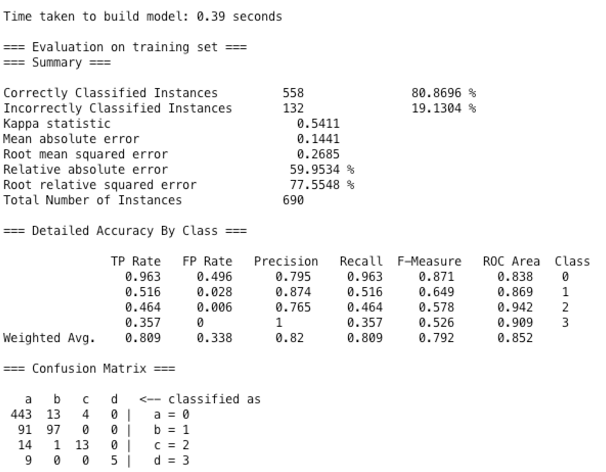 Time taken to build model: 0.39 seconds
=== Evaluation on training set ===
=== Summary ===
Correctly Classified Instances 558 80.8696 %
Incorrectly Classified Instances 132 19.1304 %
Kappa statistic 0.5411
Mean absolute error 0.1441
Root mean squared error 0.2685
Relative absolute error 59.9534 %
Root relative squared error 77.5548 %
Total Number of Instances 690
=== Detailed Accuracy By Class ===
TP Rate FP Rate Precision Recall F-Measure ROC Area Class
0.963 0.496 0.795 0.963 0.871 0.838 0
0.516 0.028 0.874 0.516 0.649 0.869 1
0.464 0.006 0.765 0.464 0.578 0.942 2
0.357 0 1 0.357 0.526 0.909 3
Weighted Avg. 0.809 0.338 0.82 0.809 0.792 0.852
=== Confusion Matrix ===
a b c d <-- classified as
443 13 4 0 | a = 0
91 97 0 0 | b = 1
14 1 13 0 | c = 2
9 0 0 5 | d = 3